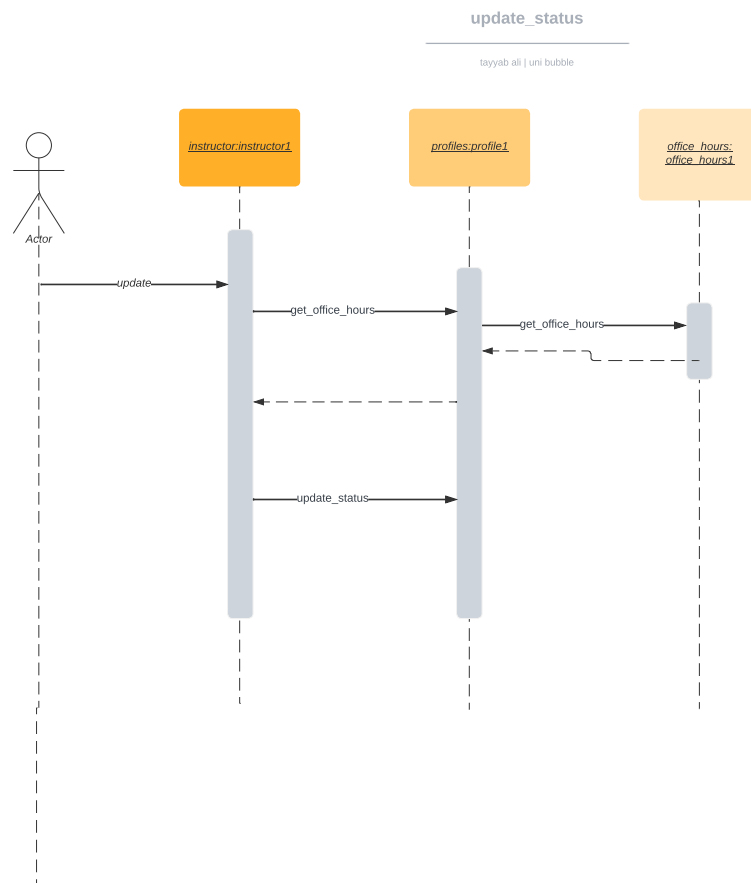 update_status
tayyab ali | uni bubble
instructor:instructor1
profiles:profile1
office_hours:
office_hours1
Actor
update
get_office_hours
get_office_hours
update_status